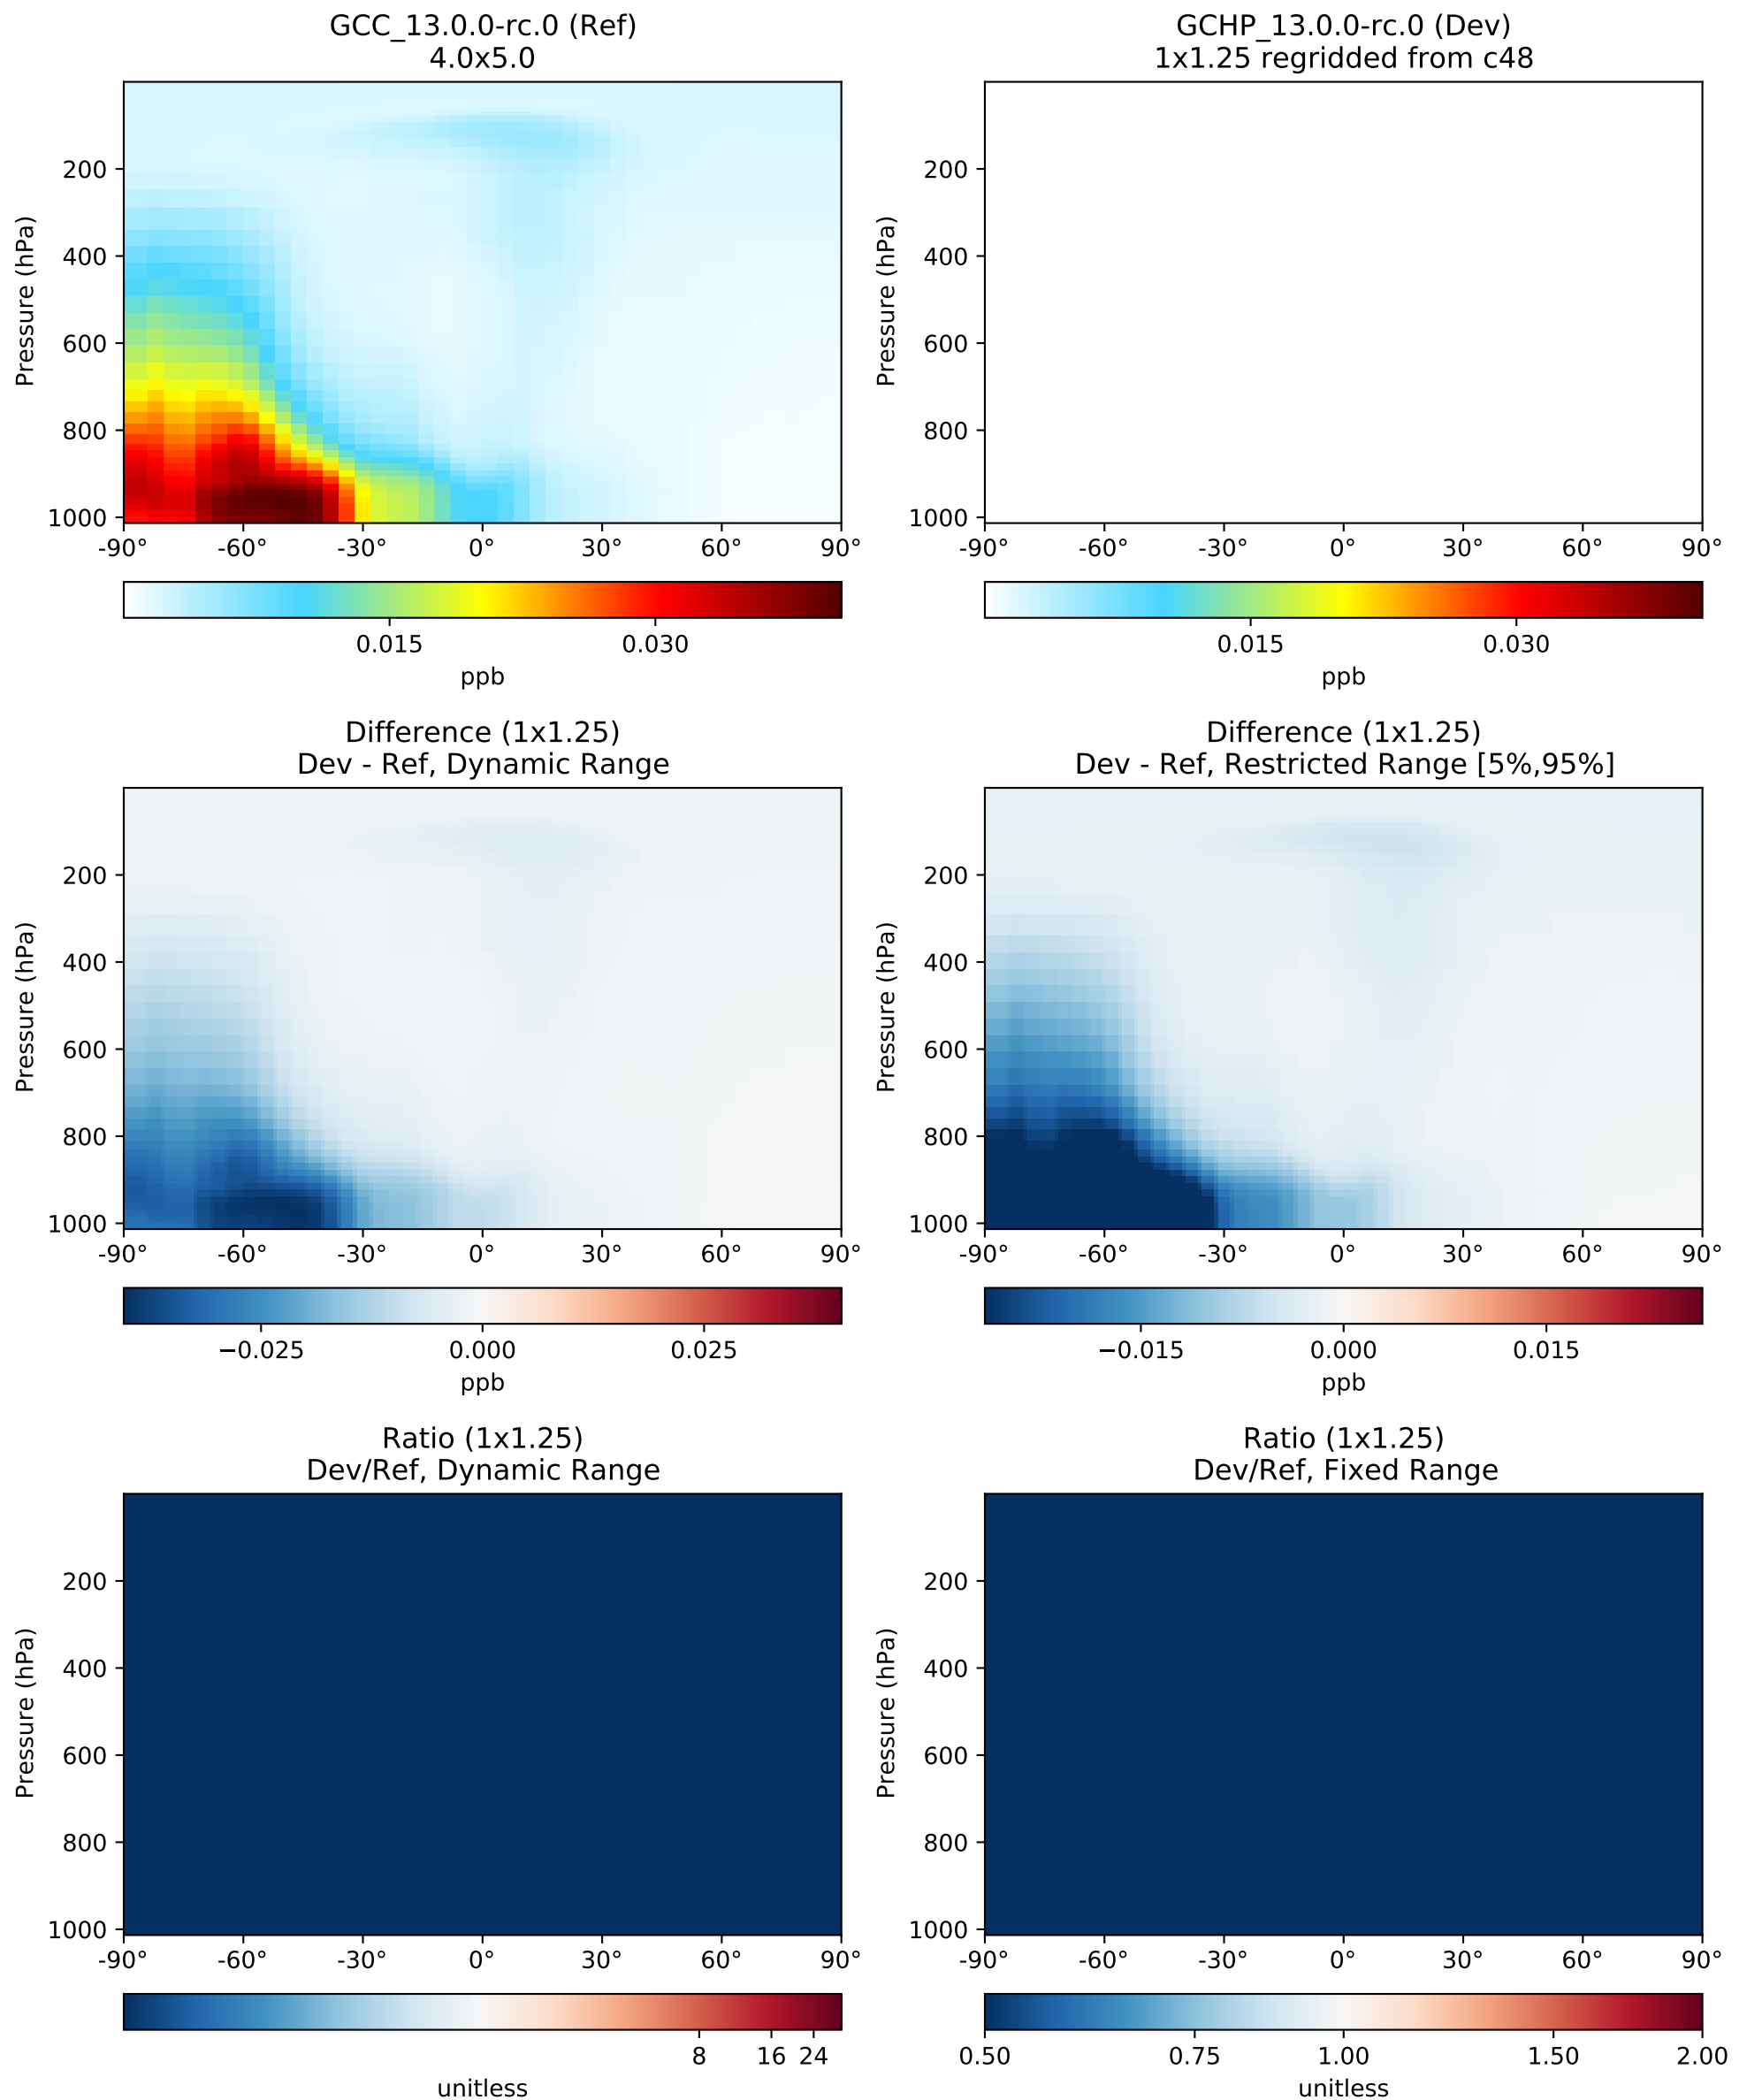 GCC_13.0.0-rc.0 (Ref)
4.0x5.0
Pressure (hPa)
200
400
600
800
1000
-90° -60° -30° 0° 30° 60° 90°
0.015 0.030
ppb
GCHP_13.0.0-rc.0 (Dev)
1x1.25 regridded from c48
Pressure (hPa)
200
400
600
800
1000
-90° -60° -30° 0° 30° 60° 90°
0.015 0.030
ppb
Difference (1x1.25)
Dev - Ref, Dynamic Range
Pressure (hPa)
200
400
600
800
1000
-90° -60° -30° 0° 30° 60° 90°
−0.025 0.000 0.025
ppb
Difference (1x1.25)
Dev - Ref, Restricted Range [5%,95%]
Pressure (hPa)
200
400
600
800
1000
-90° -60° -30° 0° 30° 60° 90°
−0.015 0.000 0.015
ppb
Ratio (1x1.25)
Dev/Ref, Dynamic Range
Pressure (hPa)
200
400
600
800
1000
-90° -60° -30° 0° 30° 60° 90°
8 16 24
unitless
Ratio (1x1.25)
Dev/Ref, Fixed Range
Pressure (hPa)
200
400
600
800
1000
-90° -60° -30° 0° 30° 60° 90°
0.50 0.75 1.00 1.50 2.00
unitless